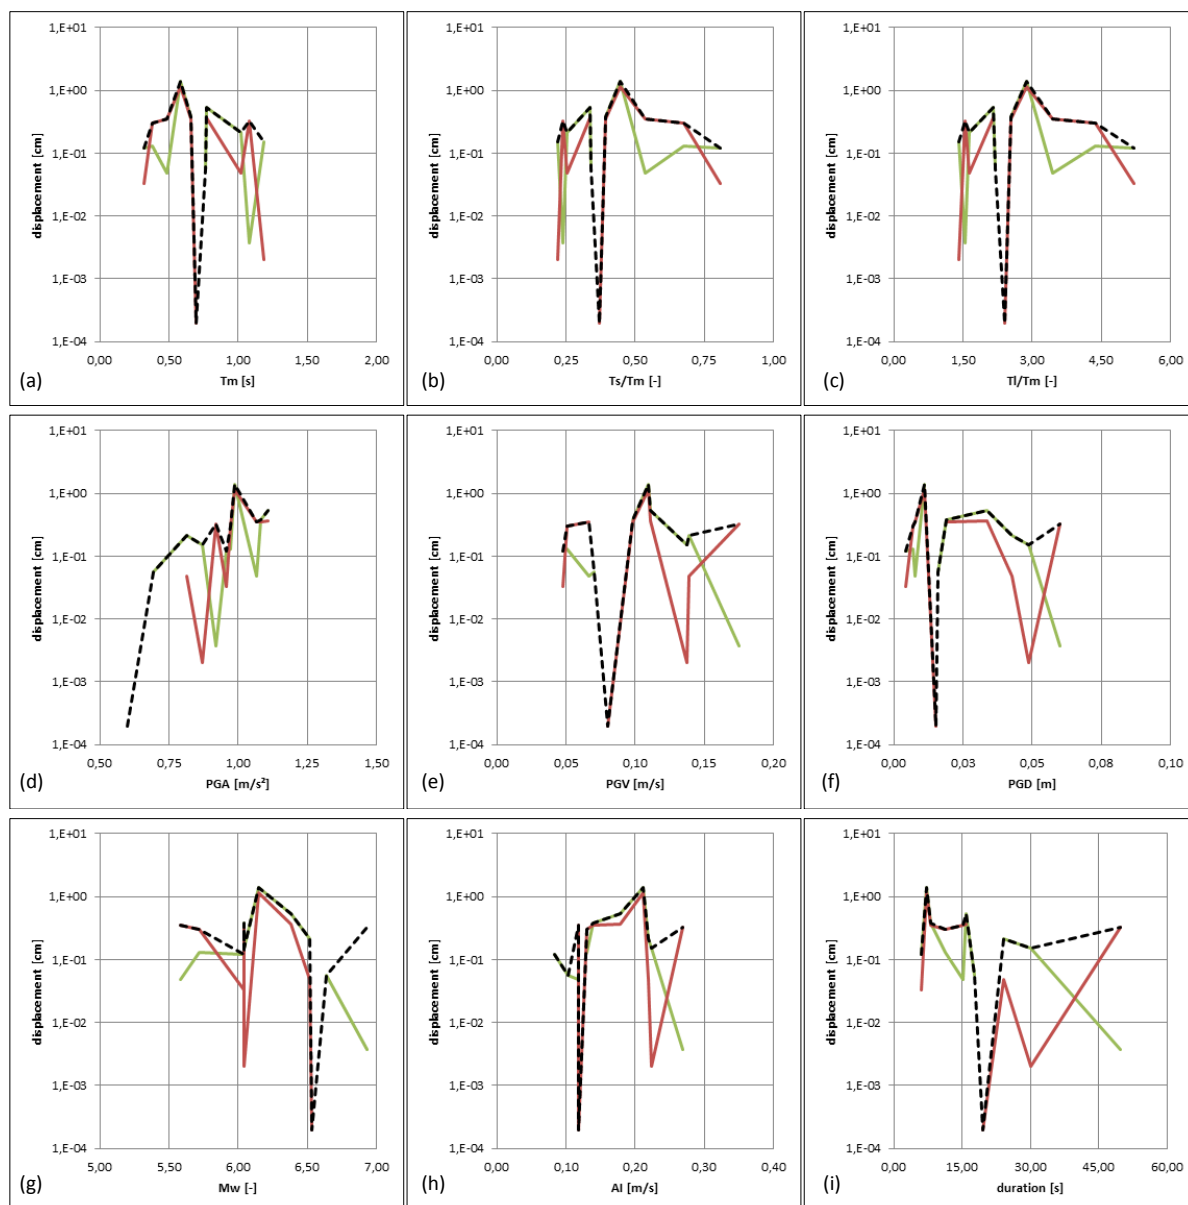 1,E+01
1,E+00
1,E-01
1,E-02
1,E-03
1,E-04
displacement [cm]
0,00 0,50 1,00 1,50 2,00
Tm [s]
(a)
1,E+01
1,E+00
1,E-01
1,E-02
1,E-03
1,E-04
displacement [cm]
0,00 0,25 0,50 0,75 1,00
Ts/Tm [-]
(b)
1,E+01
1,E+00
1,E-01
1,E-02
1,E-03
1,E-04
displacement [cm]
0,00 1,50 3,00 4,50 6,00
Tl/Tm [-]
(c)
1,E+01
1,E+00
1,E-01
1,E-02
1,E-03
1,E-04
displacement [cm]
0,50 0,75 1,00 1,25 1,50
PGA [m/s²]
(d)
1,E+01
1,E+00
1,E-01
1,E-02
1,E-03
1,E-04
displacement [cm]
0,00 0,05 0,10 0,15 0,20
PGV [m/s]
(e)
1,E+01
1,E+00
1,E-01
1,E-02
1,E-03
1,E-04
displacement [cm]
0,00 0,03 0,05 0,08 0,10
PGD [m]
(f)
1,E+01
1,E+00
1,E-01
1,E-02
1,E-03
1,E-04
displacement [cm]
5,00 5,50 6,00 6,50 7,00
Mw [-]
(g)
1,E+01
1,E+00
1,E-01
1,E-02
1,E-03
1,E-04
displacement [cm]
0,00 0,10 0,20 0,30 0,40
AI [m/s]
(h)
1,E+01
1,E+00
1,E-01
1,E-02
1,E-03
1,E-04
displacement [cm]
0,00 15,00 30,00 45,00 60,00
duration [s]
(i)